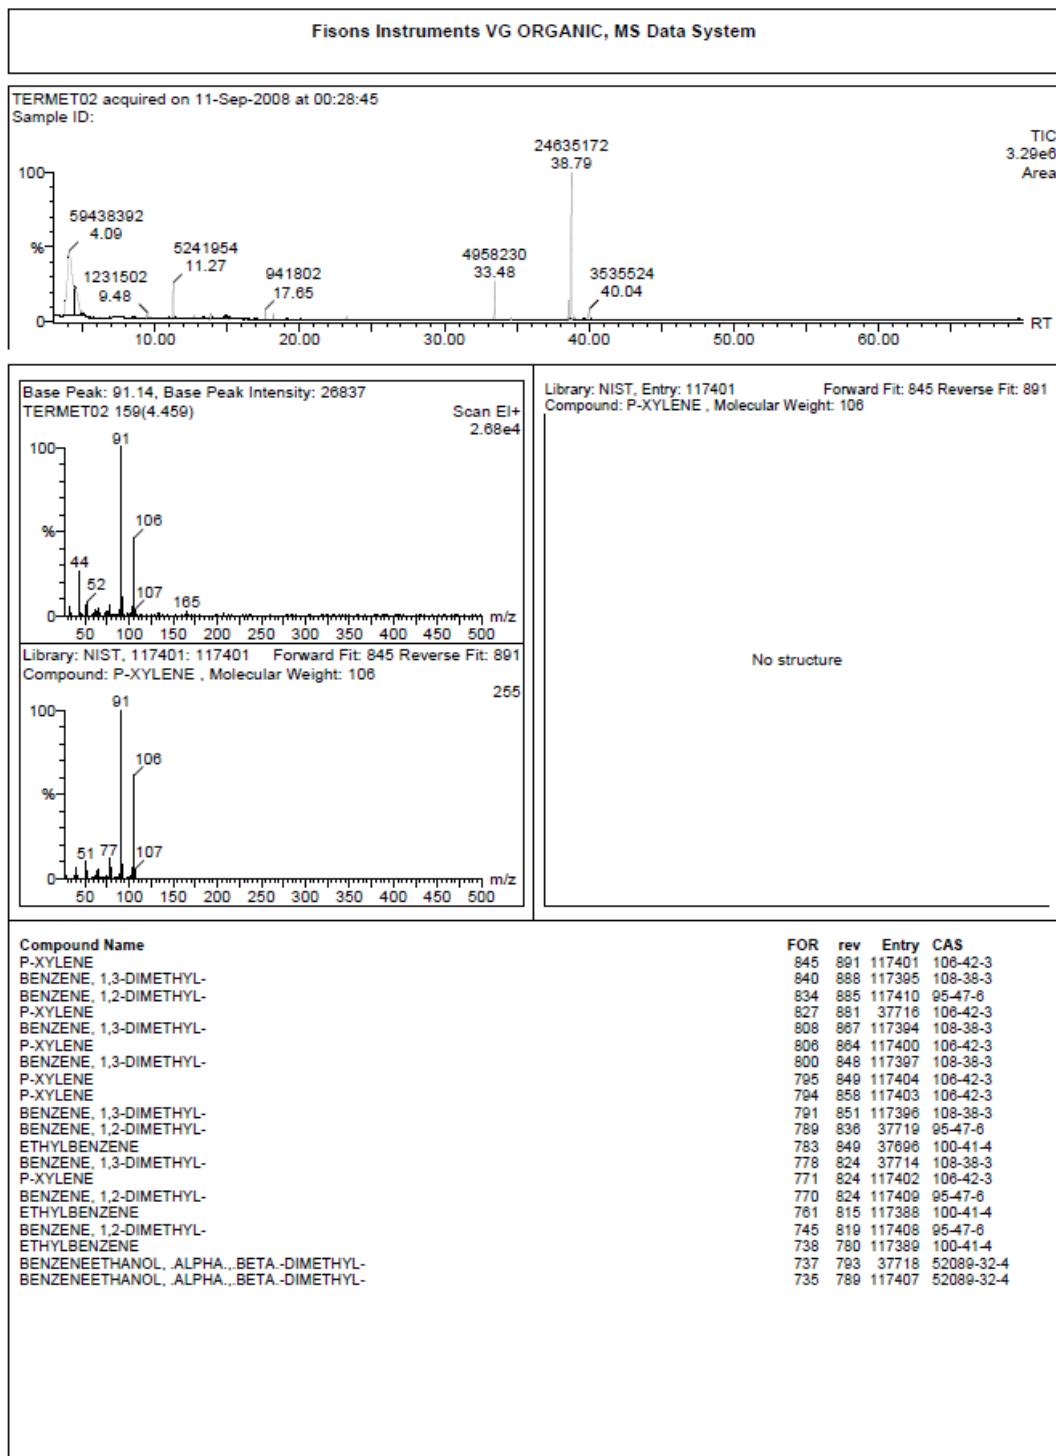 Fisons Instruments VG ORGANIC, MS Data System
TERMET02 acquired on 11-Sep-2008 at 00:28:45
Sample ID:
TIC
3.29e6
Area
24635172
38.79
59438392
4.09
5241954
11.27
1231502
9.48
941802
17.65
4958230
33.48
3535524
40.04
100
%
0
10.00 20.00 30.00 40.00 50.00 60.00
RT
Base Peak: 91.14, Base Peak Intensity: 26837
TERMET02 159(4.459)
Scan EI+
2.68e4
100
%
0
91
106
44
52
107
165
50 100 150 200 250 300 350 400 450 500
m/z
Library: NIST, 117401: 117401 Forward Fit: 845 Reverse Fit: 891
Compound: P-XYLENE , Molecular Weight: 106
255
100
%
0
91
106
51 77
107
50 100 150 200 250 300 350 400 450 500
m/z
Library: NIST, Entry: 117401 Forward Fit: 845 Reverse Fit: 891
Compound: P-XYLENE , Molecular Weight: 106
No structure
Compound Name FOR rev Entry CAS
P-XYLENE 845 891 117401 106-42-3
BENZENE, 1,3-DIMETHYL- 840 888 117395 108-38-3
BENZENE, 1,2-DIMETHYL- 834 885 117410 95-47-6
P-XYLENE 827 881 37716 106-42-3
BENZENE, 1,3-DIMETHYL- 808 867 117394 108-38-3
P-XYLENE 806 864 117400 106-42-3
BENZENE, 1,3-DIMETHYL- 800 848 117397 108-38-3
P-XYLENE 795 849 117404 106-42-3
P-XYLENE 794 858 117403 106-42-3
BENZENE, 1,3-DIMETHYL- 791 851 117396 108-38-3
BENZENE, 1,2-DIMETHYL- 789 836 37719 95-47-6
ETHYLBENZENE 783 849 37696 100-41-4
BENZENE, 1,3-DIMETHYL- 778 824 37714 108-38-3
P-XYLENE 771 824 117402 106-42-3
BENZENE, 1,2-DIMETHYL- 770 824 117409 95-47-6
ETHYLBENZENE 761 815 117388 100-41-4
BENZENE, 1,2-DIMETHYL- 745 819 117408 95-47-6
ETHYLBENZENE 738 780 117389 100-41-4
BENZENEETHANOL, .ALPHA.,.BETA.-DIMETHYL- 737 793 37718 52089-32-4
BENZENEETHANOL, .ALPHA.,.BETA.-DIMETHYL- 735 789 117407 52089-32-4